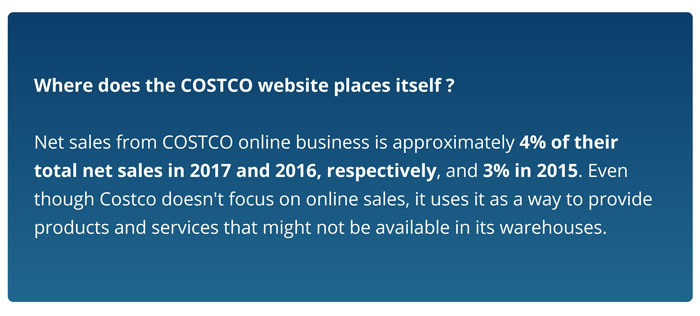 Where does the COSTCO website places itself ?
Net sales from COSTCO online business is approximately 4% of their
total net sales in 2017 and 2016, respectively, and 3% in 2015. Even
though Costco doesn't focus on online sales, it uses it as a way to provide
products and services that might not be available in its warehouses.